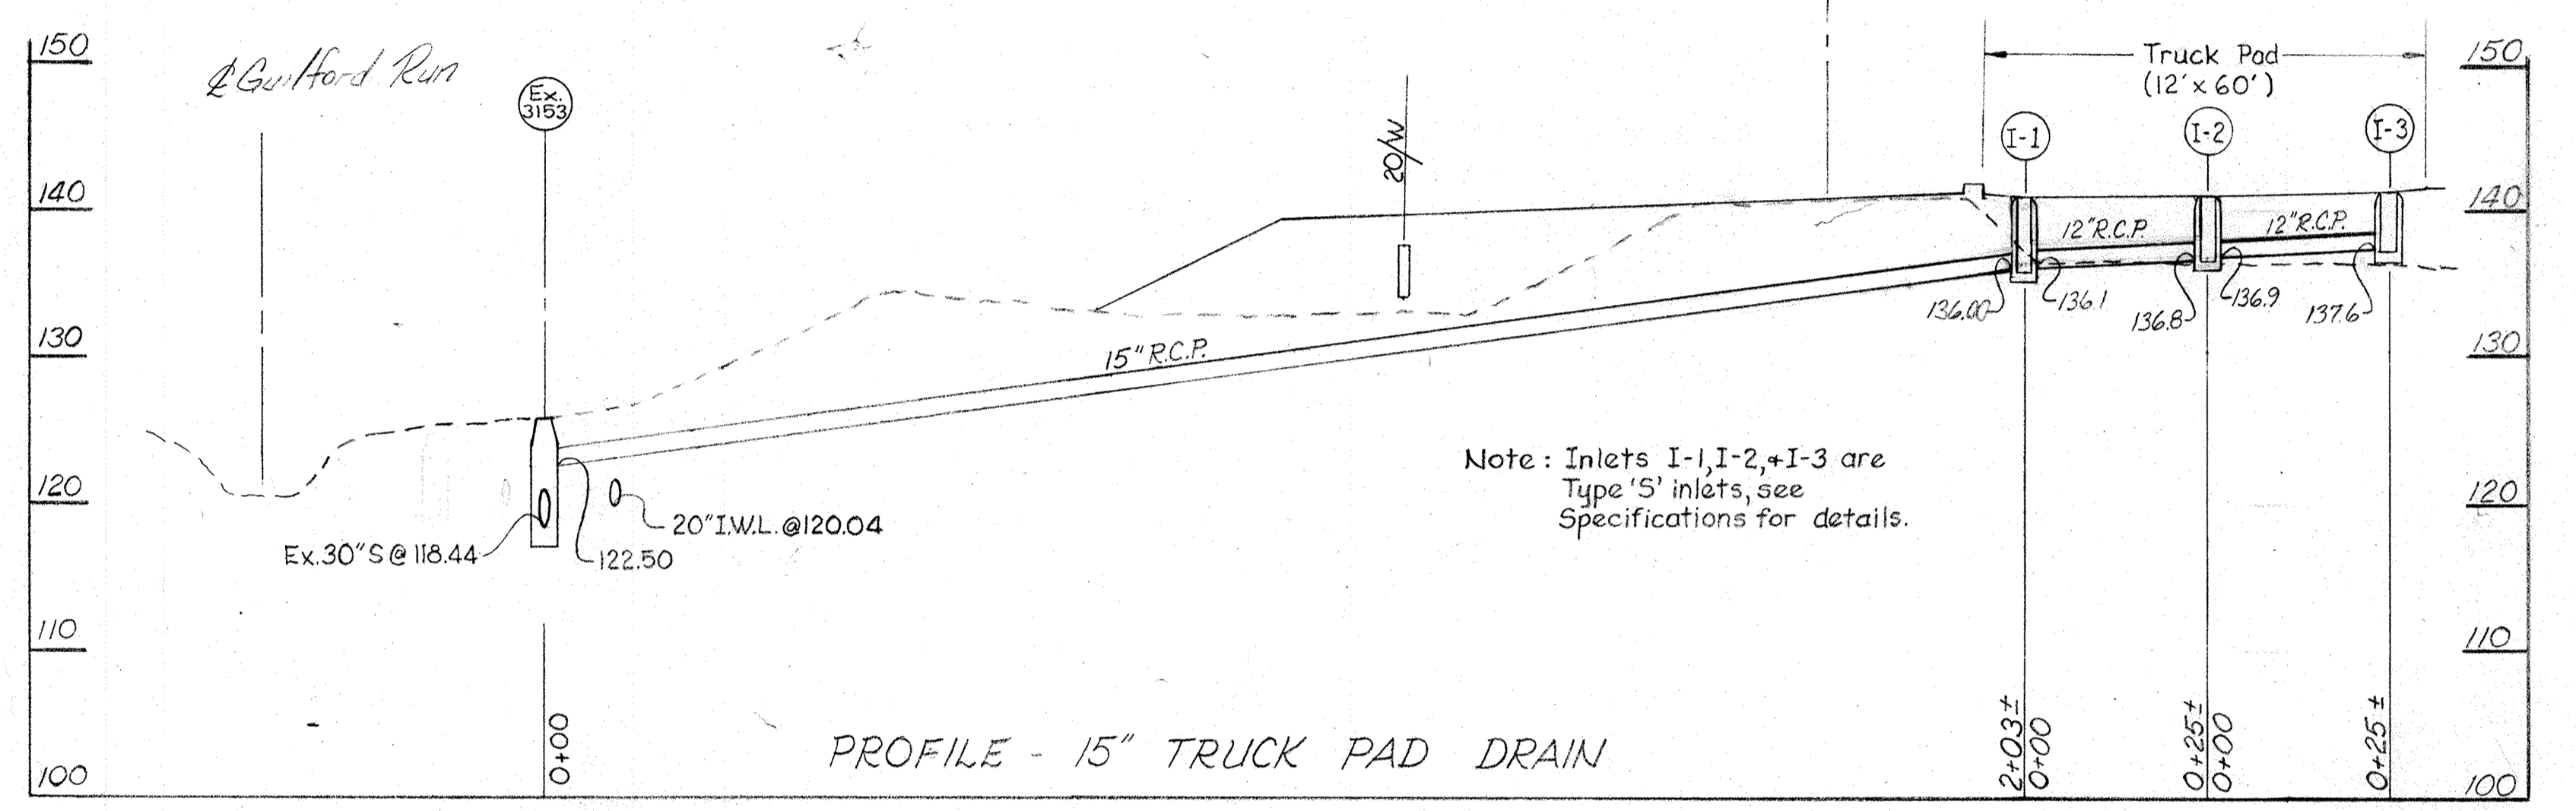 150
₵ Guilford Run
Ex.
3153
Truck Pad
(12' x 60')
150
I-1
I-2
I-3
20"W
140
140
12" R.C.P.
12" R.C.P.
136.00
136.1
136.8
136.9
137.6
130
15" R.C.P.
130
Note: Inlets I-1, I-2, + I-3 are
Type 'S' inlets, see
Specifications for details.
120
120
20" I.W.L. @ 120.04
Ex. 30" S @ 118.44
122.50
110
110
0+00
2+03±
0+00
0+25±
0+00
0+25±
PROFILE - 15" TRUCK PAD DRAIN
100
100